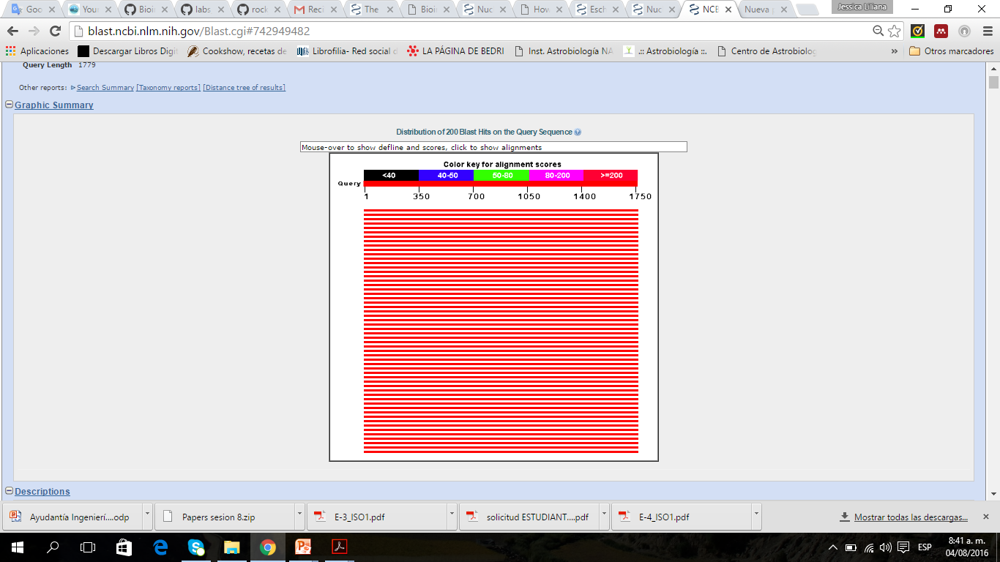 Jessica Liliana
Goo
Your
Bioin
labs
rock
Reci
The
Bioin
Nuc
How
Esch
Nuc
NCB
Nueva p
blast.ncbi.nlm.nih.gov/Blast.cgi#742949482
Aplicaciones
Descargar Libros Digit
Cookshow, recetas de
Librofilia- Red social d
LA PÁGINA DE BEDRI
Inst. Astrobiología NA
.:: Astrobiología ::.
Centro de Astrobiolog
»
Otros marcadores
Query Length 1779
Other reports: Search Summary [Taxonomy reports] [Distance tree of results]
Graphic Summary
Distribution of 200 Blast Hits on the Query Sequence
Mouse-over to show defline and scores, click to show alignments
Color key for alignment scores
<40 40-50 50-80 80-200 >=200
Query
1 350 700 1050 1400 1750
Descriptions
Ayudantía Ingenierí....odp
Papers sesion 8.zip
E-3_ISO1.pdf
solicitud ESTUDIANT....pdf
E-4_ISO1.pdf
Mostrar todas las descargas...
ESP
8:41 a. m.
04/08/2016